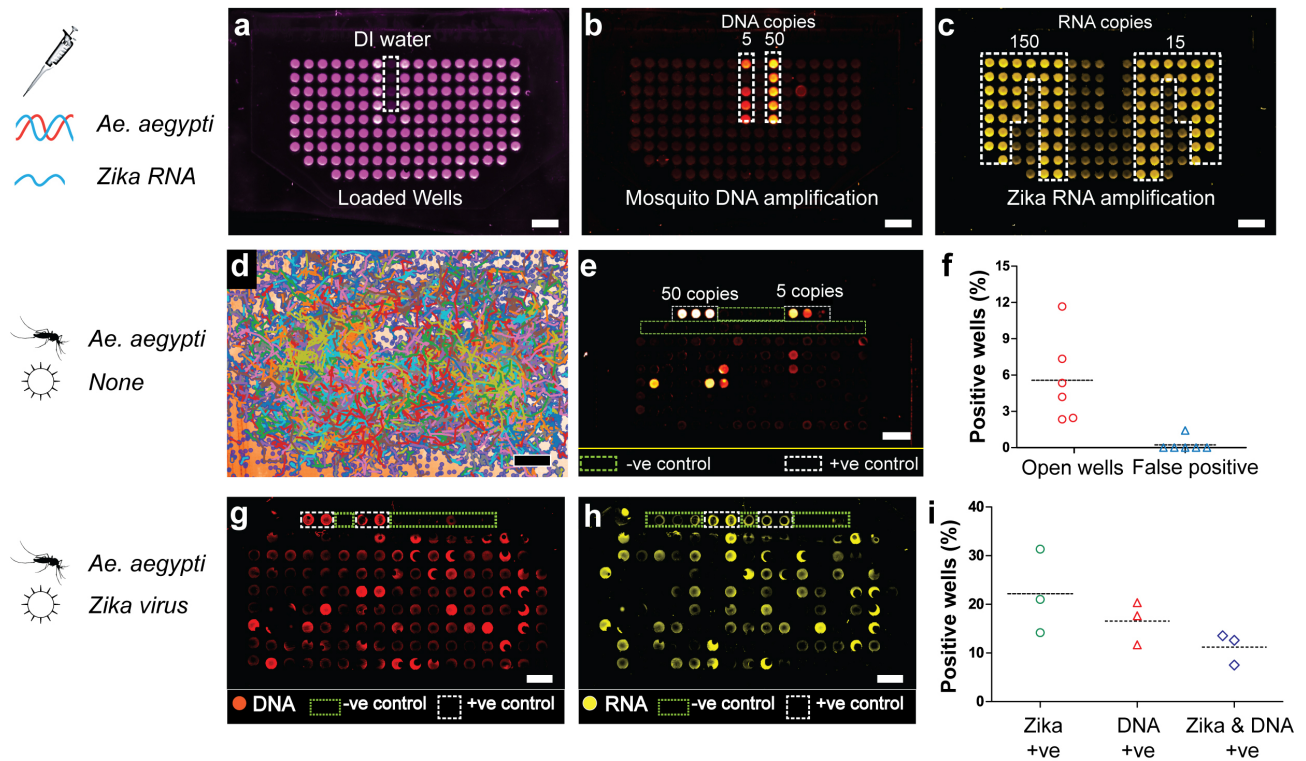 a
DI water
Loaded Wells
b
DNA copies
5 50
Mosquito DNA amplification
c
RNA copies
150 15
Zika RNA amplification
Ae. aegypti
Zika RNA
d
e
50 copies 5 copies
-ve control +ve control
f
Positive wells (%)
15
12
9
6
3
0
Open wells False positive
Ae. aegypti
None
g
DNA -ve control +ve control
h
RNA -ve control +ve control
i
Positive wells (%)
40
30
20
10
0
Zika DNA Zika & DNA
+ve +ve +ve
Ae. aegypti
Zika virus